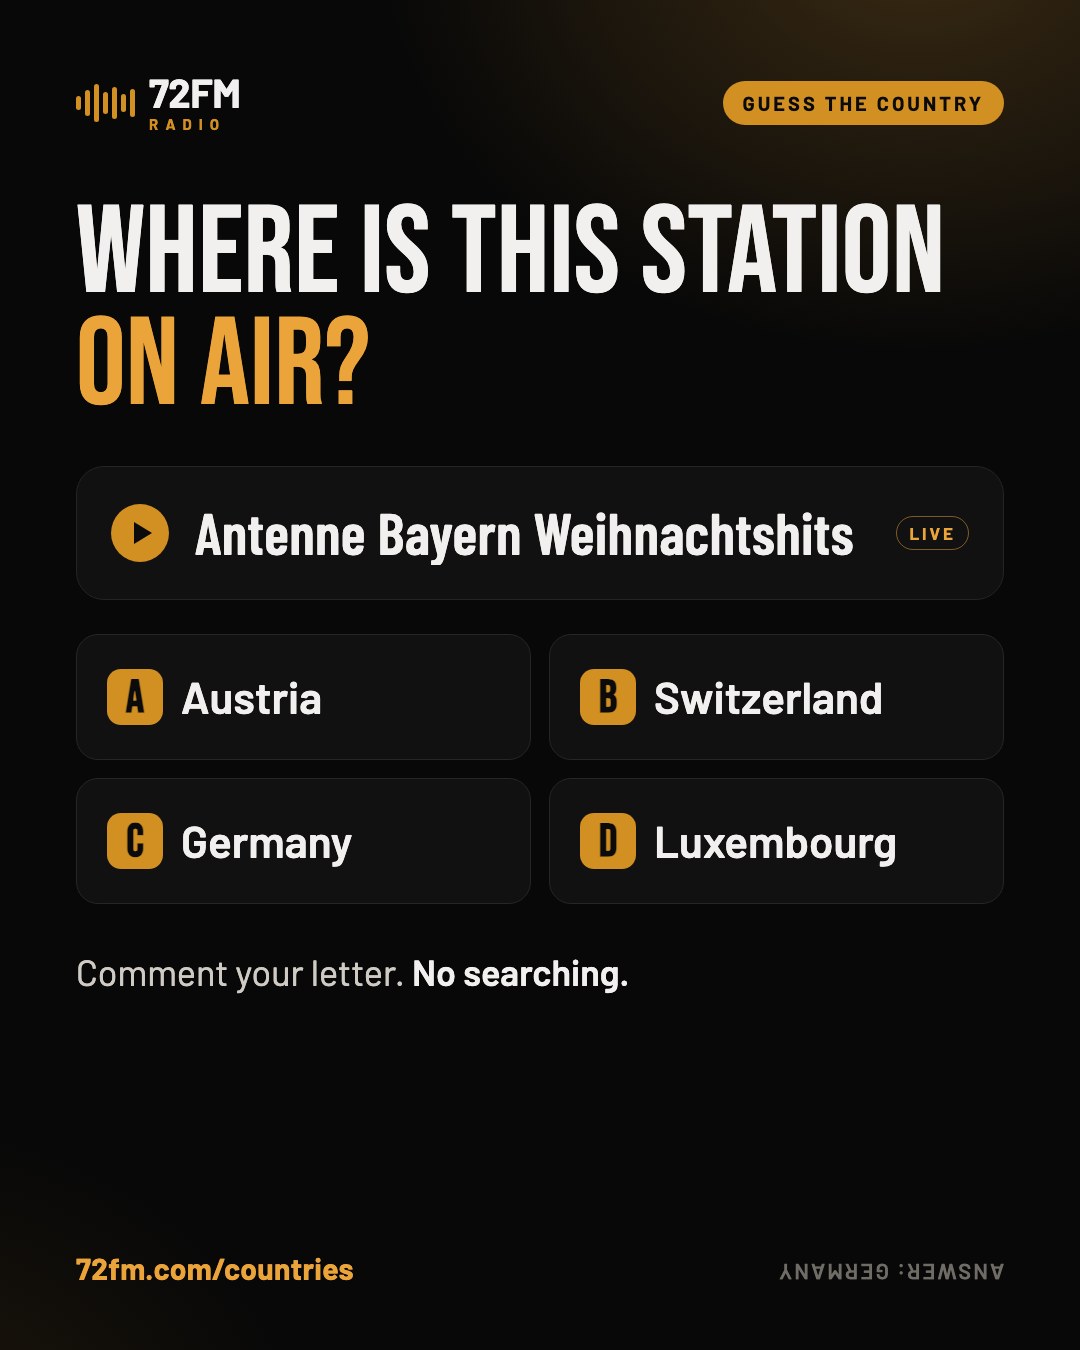 72FM
RADIO
GUESS THE COUNTRY
WHERE IS THIS STATION
ON AIR?
Antenne Bayern Weihnachtshits
LIVE
A Austria
B Switzerland
C Germany
D Luxembourg
Comment your letter. No searching.
72fm.com/countries
ANSWER: GERMANY